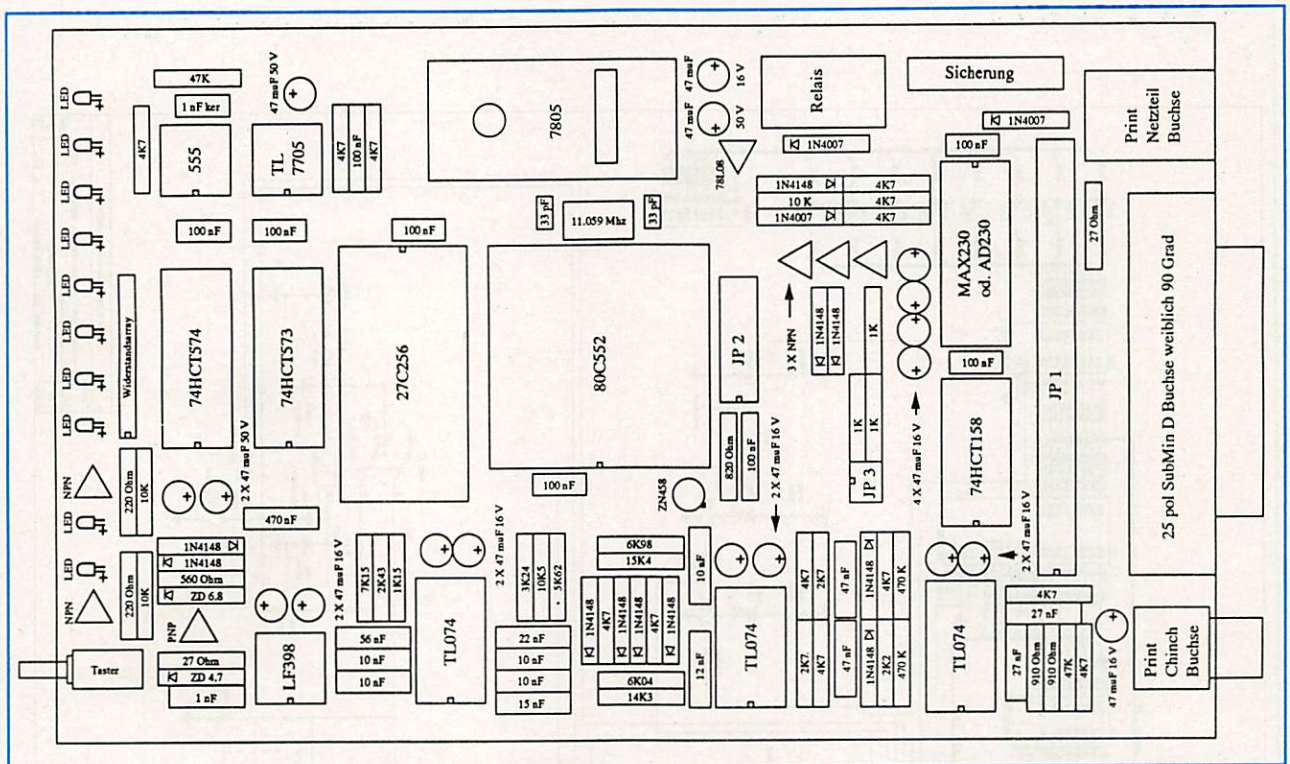 LED
LED
LED
LED
LED
LED
LED
LED
NPN
LED
LED
NPN
Taster
47K
1 nF ker
4K7
555
100 nF
47 muF 50 V
TL
7705
100 nF
4K7
100 nF
4K7
Widerstandsarray
74HCT574
74HCT573
220 Ohm
10K
2 X 47 muF 50 V
470 nF
220 Ohm
10K
1N4148
1N4148
560 Ohm
ZD 6.8
PNP
27 Ohm
ZD 4.7
1 nF
LF398
2 X 47 muF 16 V
100 nF
27C256
7K15
2K43
1K15
56 nF
10 nF
10 nF
TL074
2 X 47 muF 16 V
7805
33 pF
11.059 Mhz
33 pF
80C552
100 nF
3K24
10K5
5K62
22 nF
10 nF
10 nF
15 nF
6K98
15K4
1N4148
4K7
1N4148
1N4148
4K7
1N4148
6K04
14K3
ZN458
10 nF
12 nF
47 muF
16 V
47 muF
50 V
78L08
Relais
1N4007
1N4148
4K7
10 K
4K7
1N4007
4K7
3 X NPN
1N4148
1N4148
1K
JP 2
820 Ohm
100 nF
2 X 47 muF 16 V
TL074
1K
1K
JP 3
4 X 47 muF 16 V
4K7
2K7
2K7
4K7
47 nF
47 nF
1N4148
4K7
470 K
1N4148
2K2
470 K
Sicherung
1N4007
100 nF
MAX230
od. AD230
100 nF
74HCT158
JP 1
2 X 47 muF 16 V
TL074
4K7
27 nF
27 nF
910 Ohm
910 Ohm
47K
4K7
47 muF 16 V
Print
Netzteil
Buchse
27 Ohm
25 pol SubMin D Buchse weiblich 90 Grad
Print
Chinch
Buchse